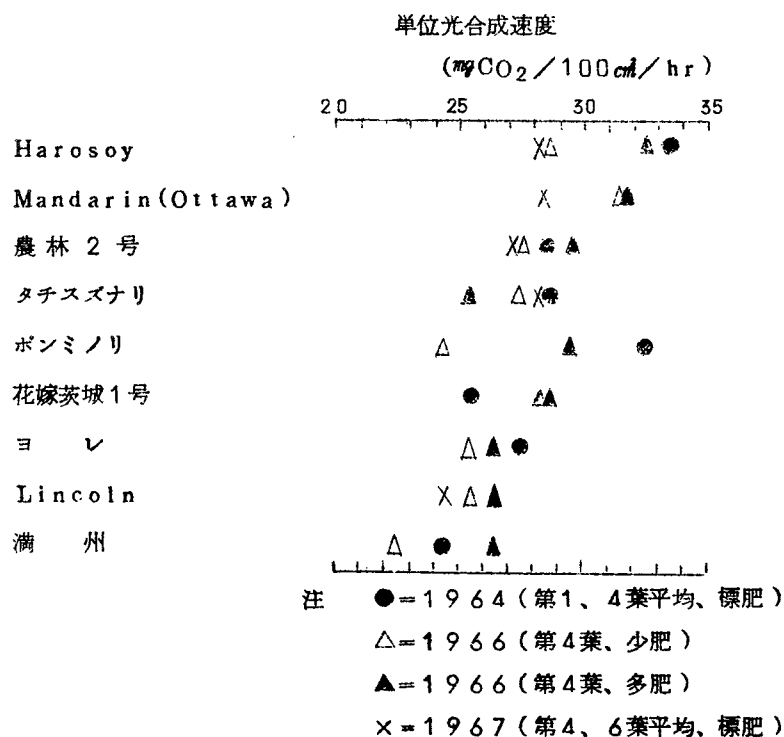 単位光合成速度
(mgCO₂/100cm²/hr)
20 25 30 35
Harosoy
Mandarin(Ottawa)
農林2号
タチスズナリ
ボンミノリ
花嫁茨城1号
ヨレ
Lincoln
満州
注 ●=1964(第1、4葉平均、標肥)
△=1966(第4葉、少肥)
▲=1966(第4葉、多肥)
×=1967(第4、6葉平均、標肥)